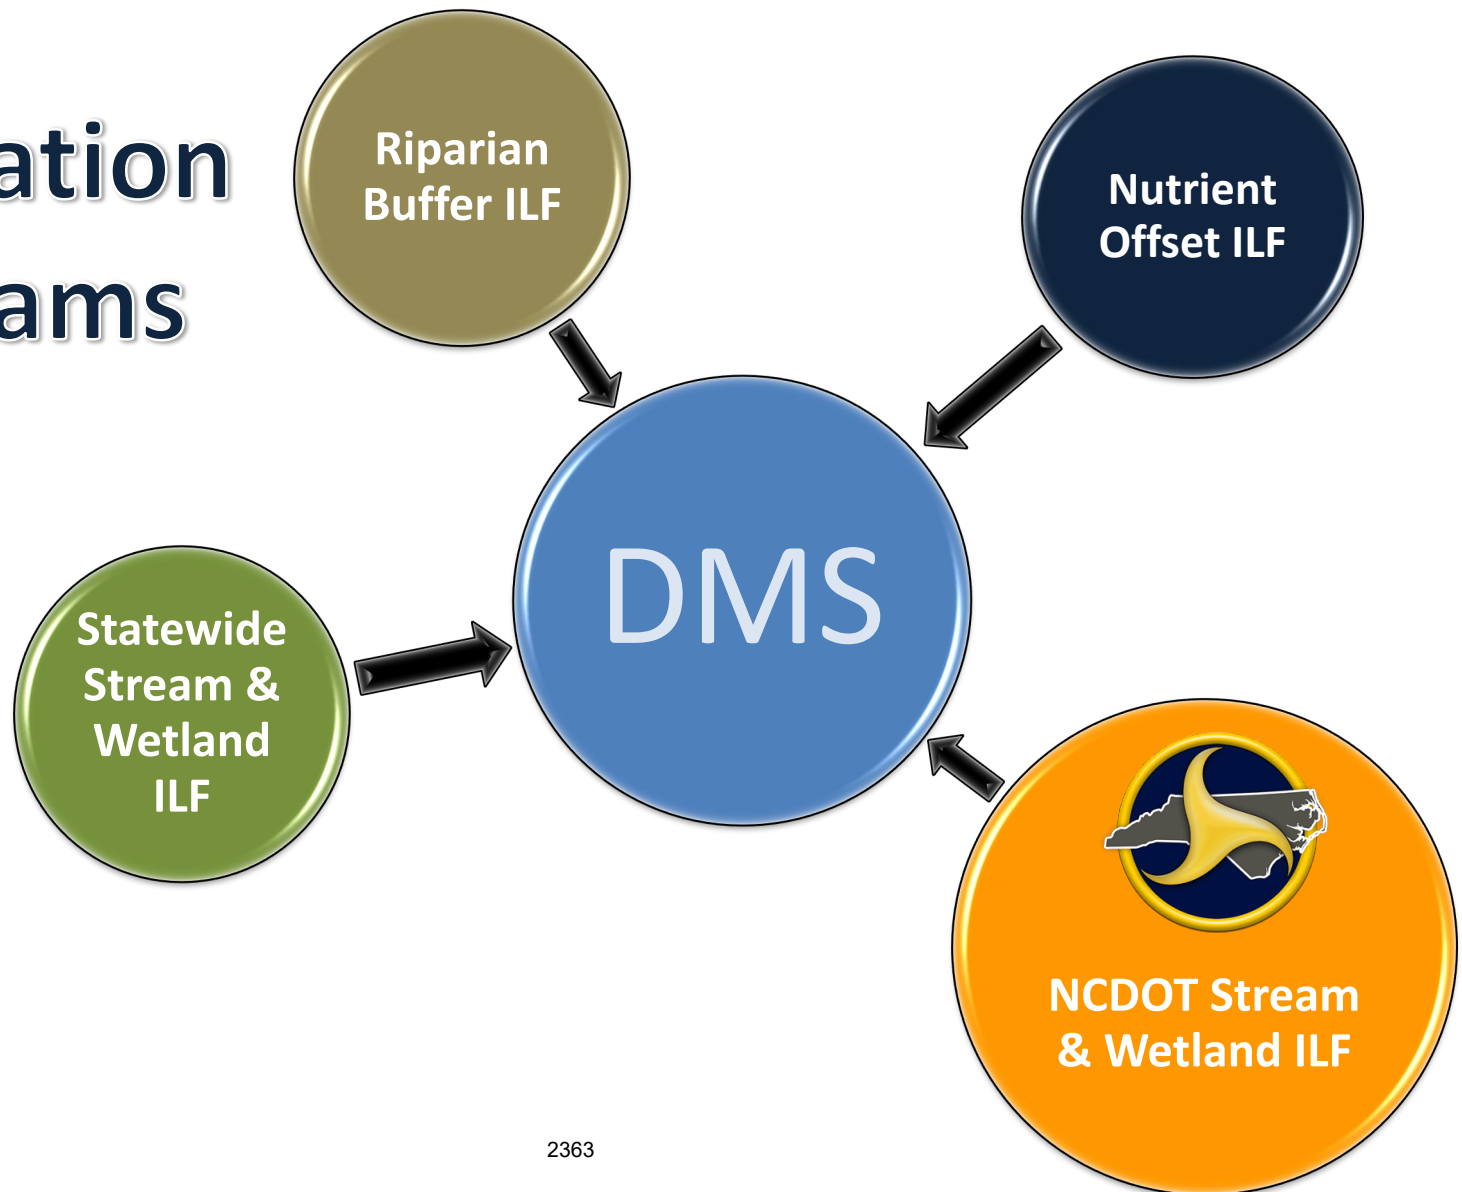 ation
ams
Riparian
Buffer ILF
Nutrient
Offset ILF
DMS
Statewide
Stream &
Wetland
ILF
NCDOT Stream
& Wetland ILF
2363